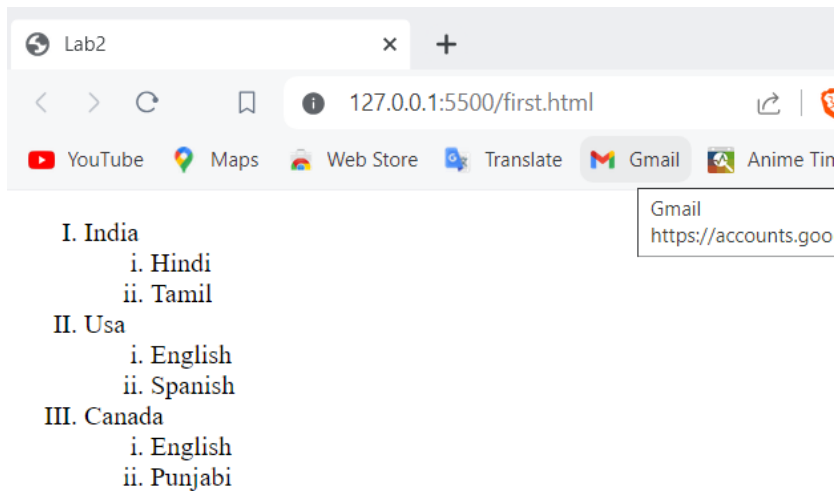 Lab2
127.0.0.1:5500/first.html
YouTube Maps Web Store Translate Gmail Anime Tim
Gmail
https://accounts.goo
I. India
i. Hindi
ii. Tamil
II. Usa
i. English
ii. Spanish
III. Canada
i. English
ii. Punjabi